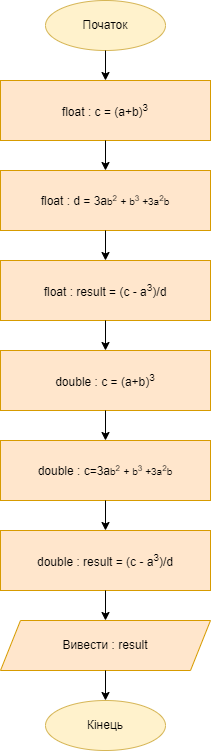 Початок
float : c = (a+b)³
float : d = 3ab² + b³ +3a²b
float : result = (c - a³)/d
double : c = (a+b)³
double : c=3ab² + b³ +3a²b
double : result = (c - a³)/d
Вивести : result
Кінець